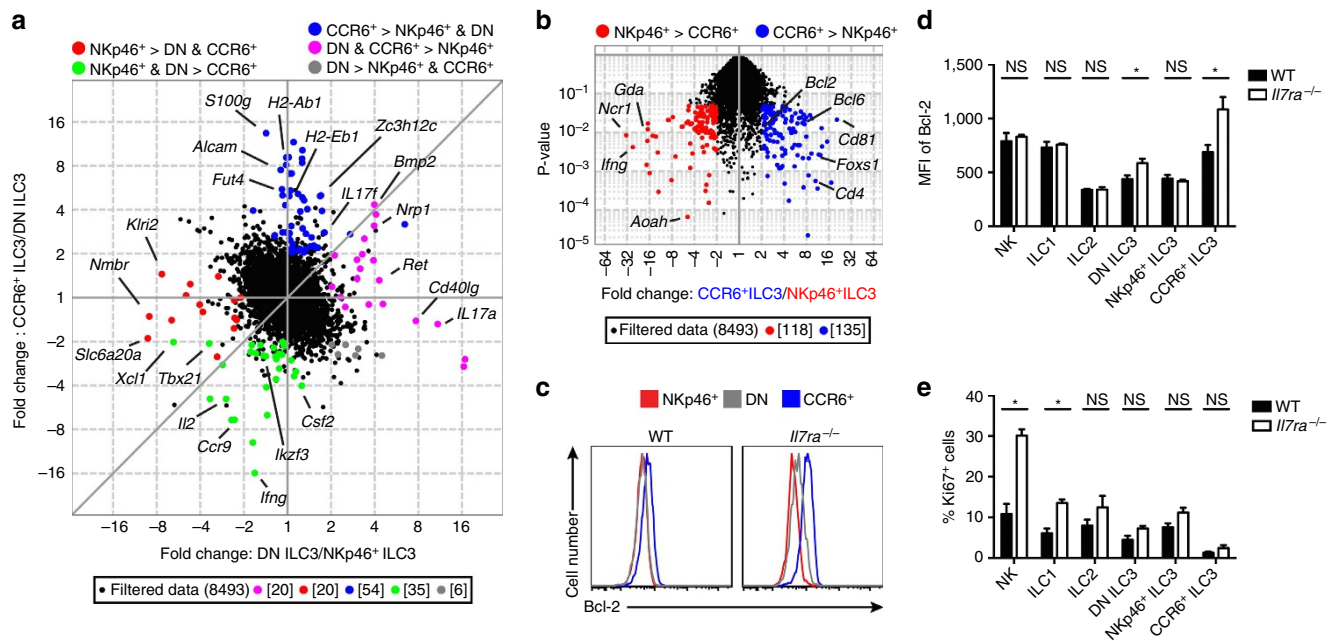 a
NKp46⁺ > DN & CCR6⁺
NKp46⁺ & DN > CCR6⁺
CCR6⁺ > NKp46⁺ & DN
DN & CCR6⁺ > NKp46⁺
DN > NKp46⁺ & CCR6⁺
Fold change : CCR6⁺ ILC3/DN ILC3
16
8
4
2
1
−2
−4
−8
−16
S100g
H2-Ab1
H2-Eb1
Zc3h12c
Alcam
Bmp2
Fut4
IL17f
Klri2
Nrp1
Nmbr
Ret
Cd40lg
IL17a
Slc6a20a
Xcl1
Tbx21
Il2
Csf2
Ccr9
Ikzf3
Ifng
−16 −8 −4 −2 1 2 4 8 16
Fold change: DN ILC3/NKp46⁺ ILC3
Filtered data (8493) [20] [20] [54] [35] [6]
b
NKp46⁺ > CCR6⁺ CCR6⁺ > NKp46⁺
P-value
10⁻¹
10⁻²
10⁻³
10⁻⁴
10⁻⁵
Gda
Ncr1
Ifng
Aoah
Bcl2
Bcl6
Cd81
Foxs1
Cd4
−64 −32 −16 −8 −4 −2 1 2 4 8 16 32 64
Fold change: CCR6⁺ILC3/NKp46⁺ILC3
Filtered data (8493) [118] [135]
c
NKp46⁺ DN CCR6⁺
WT Il7ra⁻/⁻
Cell number
Bcl-2
d
MFI of Bcl-2
1,500
1,000
500
0
NS NS NS * NS *
WT
Il7ra⁻/⁻
NK ILC1 ILC2 DN ILC3 NKp46⁺ ILC3 CCR6⁺ ILC3
e
% Ki67⁺ cells
40
30
20
10
0
* * NS NS NS NS
WT
Il7ra⁻/⁻
NK ILC1 ILC2 DN ILC3 NKp46⁺ ILC3 CCR6⁺ ILC3